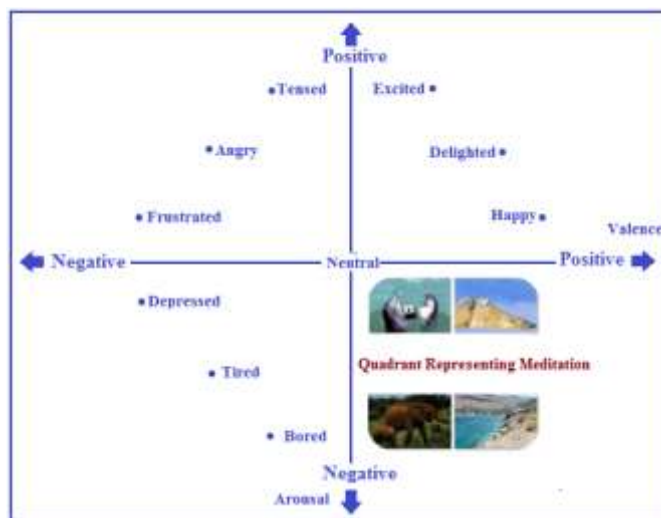 Positive
Tensed
Excited
Angry
Delighted
Frustrated
Happy
Valence
Negative
Neutral
Positive
Depressed
Quadrant Representing Meditation
Tired
Bored
Negative
Arousal